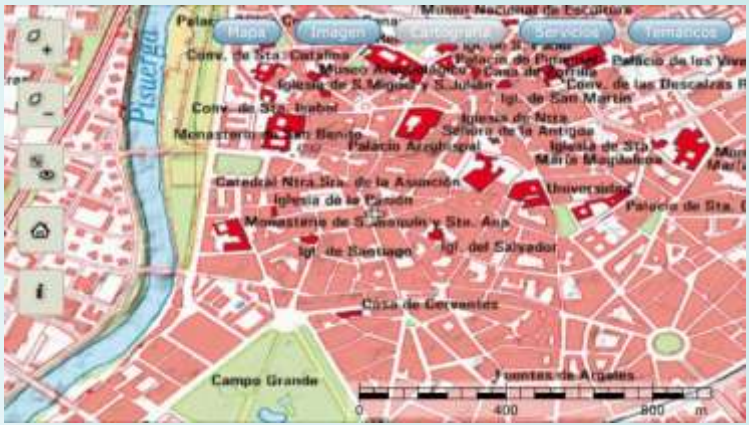 Museo Nacional de Escultura
Mapa
Imagen
Cartografía
Servicios
Temáticos
Conv. de Sta. Catalina
Palacio de Pimentel
Palacio de los
Museo Arqueológico
Casa de Zorrilla
Iglesia de S. Miguel y S. Julián
Conv. de las Descalzas
Igl. de San Martín
Pisuerga
Conv. de Sta. Isabel
Iglesia de Ntra.
Señora de la Antigua
Monasterio de San Benito
Palacio Arzobispal
Iglesia de Sta.
María Magdalena
Catedral Ntra. Sra. de la Asunción
Universidad
Iglesia de la Pasión
Palacio de Sta.
Monasterio de S. Joaquín y Sta. Ana
Igl. de Santiago
Igl. del Salvador
i
Casa de Cervantes
Campo Grande
Fuentes de Argales
0 400 800 m